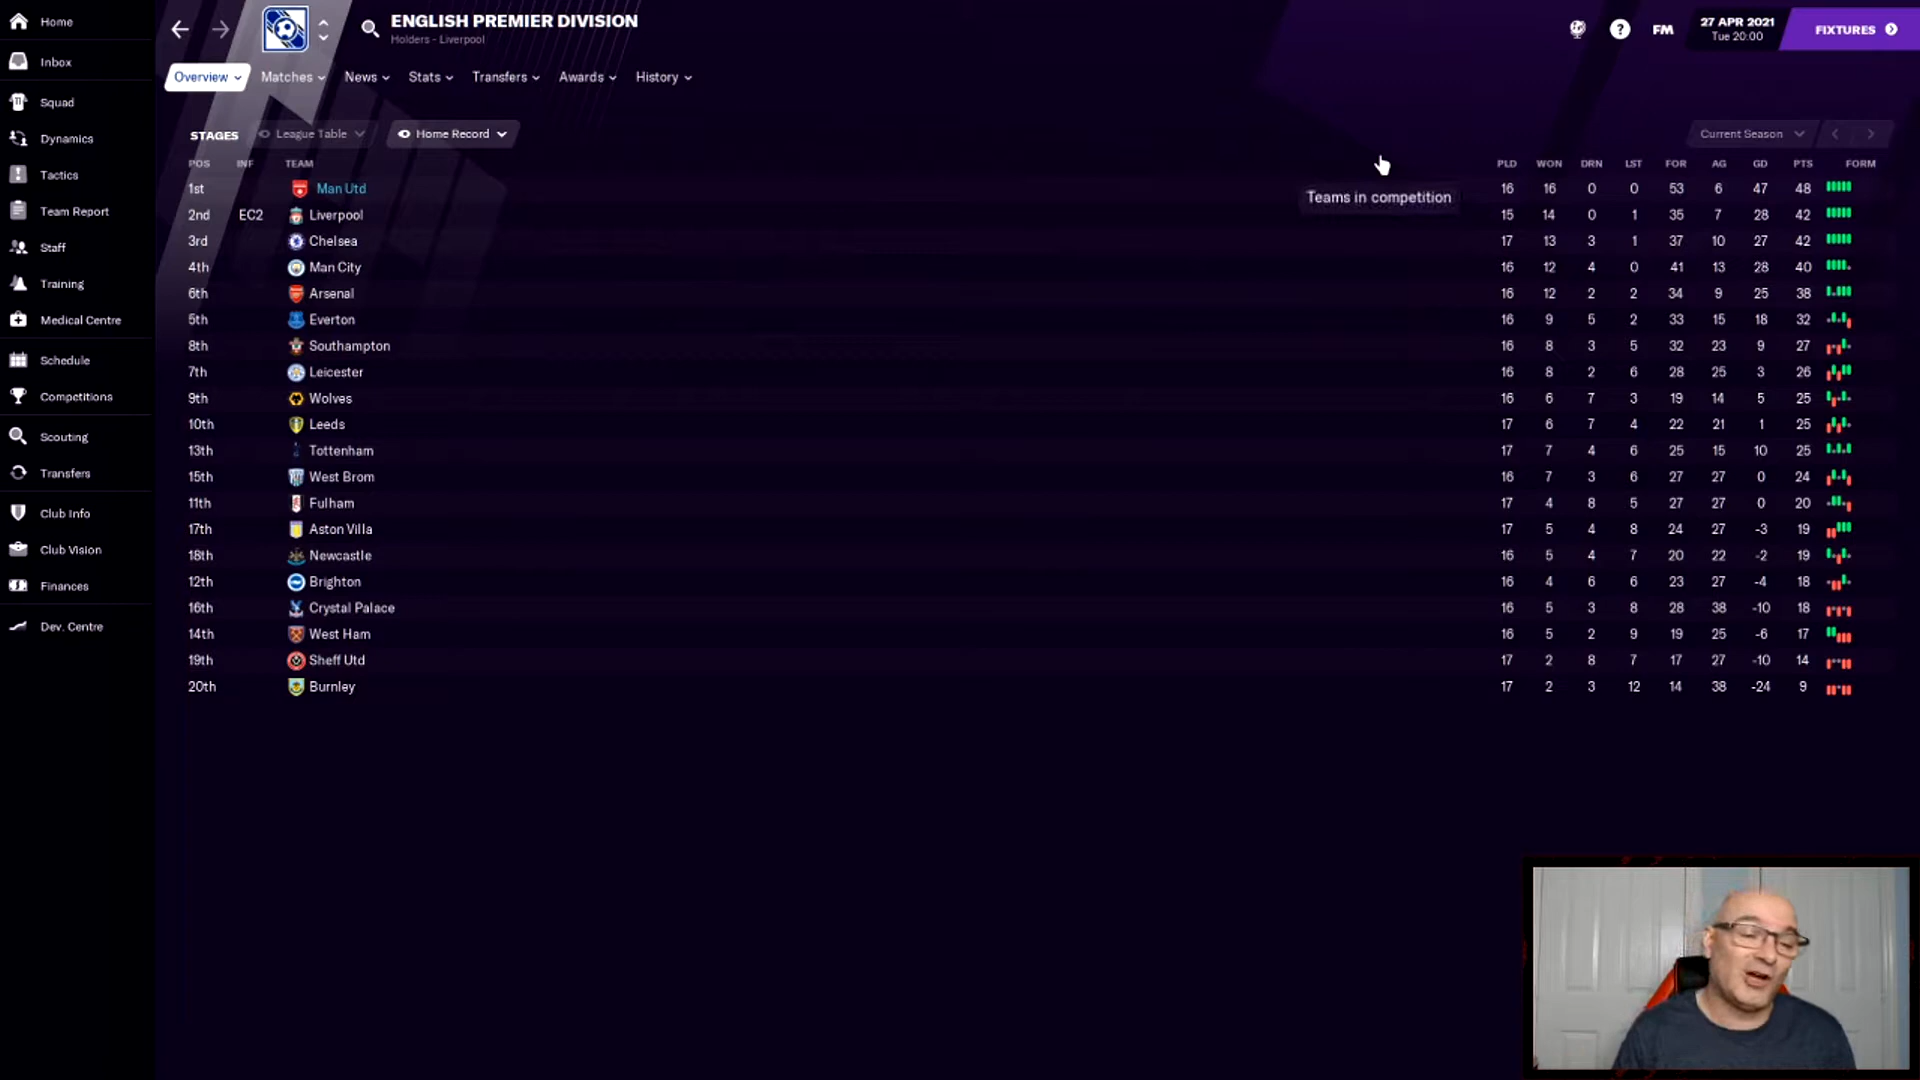 Home
Inbox
Squad
Dynamics
Tactics
Team Report
Staff
Training
Medical Centre
Schedule
Competitions
Scouting
Transfers
Club Info
Club Vision
Finances
Dev. Centre
ENGLISH PREMIER DIVISION
Holders - Liverpool
? FM 27 APR 2021 FIXTURES
Tue 20:00
Overview Matches News Stats Transfers Awards History
STAGES League Table Home Record Current Season
POS INF TEAM PLD WON DRN LST FOR AG GD PTS FORM
1st Man Utd 16 16 0 0 53 6 47 48
Teams in competition
2nd EC2 Liverpool 15 14 0 1 35 7 28 42
3rd Chelsea 17 13 3 1 37 10 27 42
4th Man City 16 12 4 0 41 13 28 40
6th Arsenal 16 12 2 2 34 9 25 38
5th Everton 16 9 5 2 33 15 18 32
8th Southampton 16 8 3 5 32 23 9 27
7th Leicester 16 8 2 6 28 25 3 26
9th Wolves 16 6 7 3 19 14 5 25
10th Leeds 17 6 7 4 22 21 1 25
13th Tottenham 17 7 4 6 25 15 10 25
15th West Brom 16 7 3 6 27 27 0 24
11th Fulham 17 4 8 5 27 27 0 20
17th Aston Villa 17 5 4 8 24 27 -3 19
18th Newcastle 16 5 4 7 20 22 -2 19
12th Brighton 16 4 6 6 23 27 -4 18
16th Crystal Palace 16 5 3 8 28 38 -10 18
14th West Ham 16 5 2 9 19 25 -6 17
19th Sheff Utd 17 2 8 7 17 27 -10 14
20th Burnley 17 2 3 12 14 38 -24 9